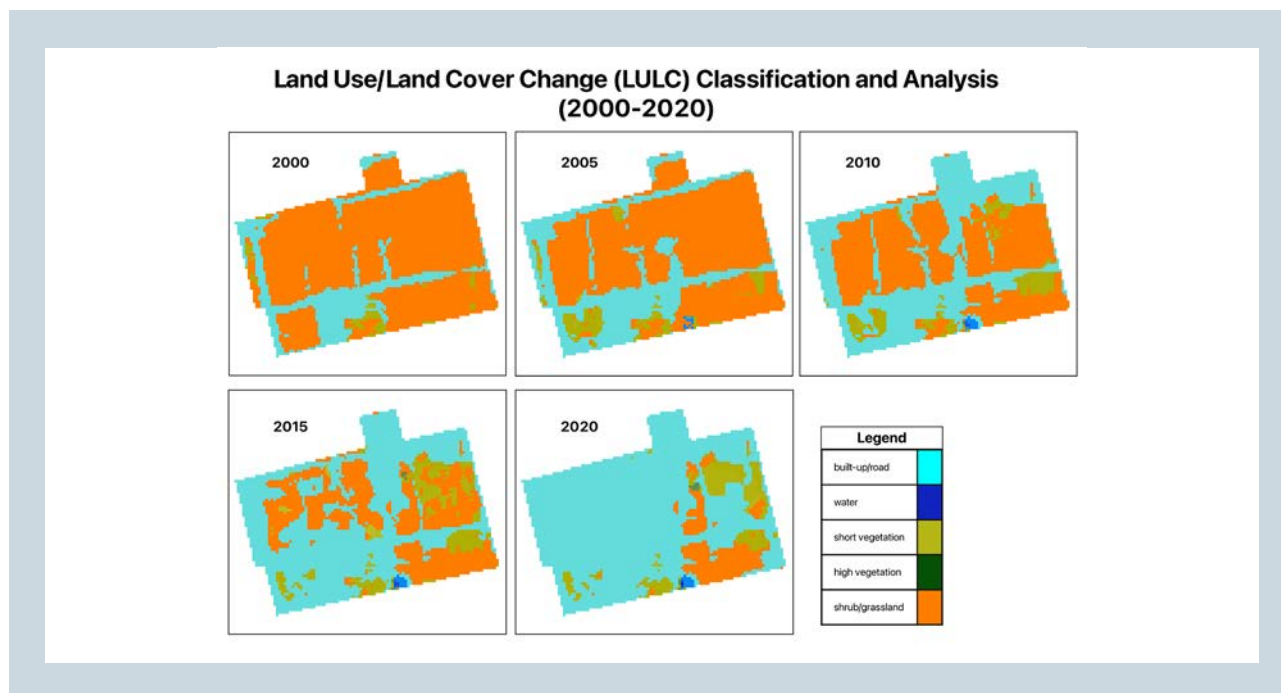 Land Use/Land Cover Change (LULC) Classification and Analysis
(2000-2020)
2000
2005
2010
2015
2020
Legend
built-up/road
water
short vegetation
high vegetation
shrub/grassland